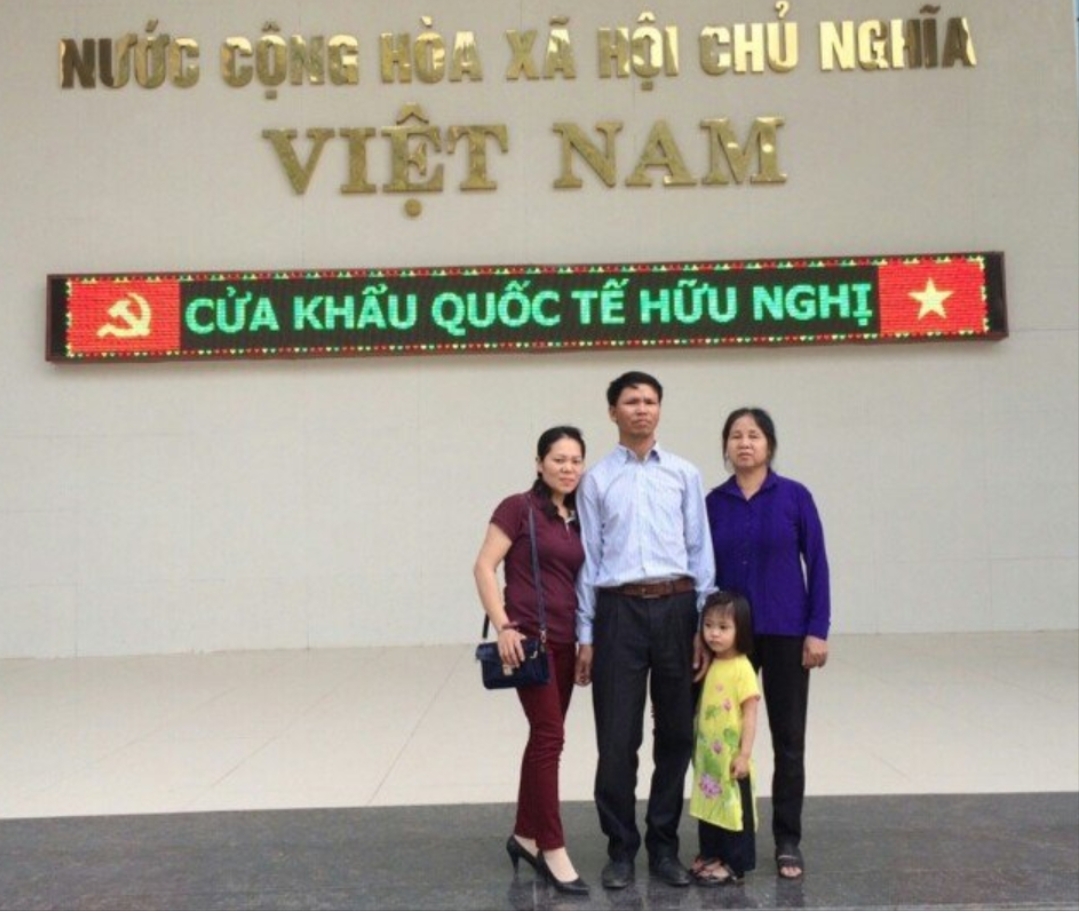 NƯỚC CỘNG HÒA XÃ HỘI CHỦ NGHĨA
VIỆT NAM
CỬA KHẨU QUỐC TẾ HỮU NGHỊ